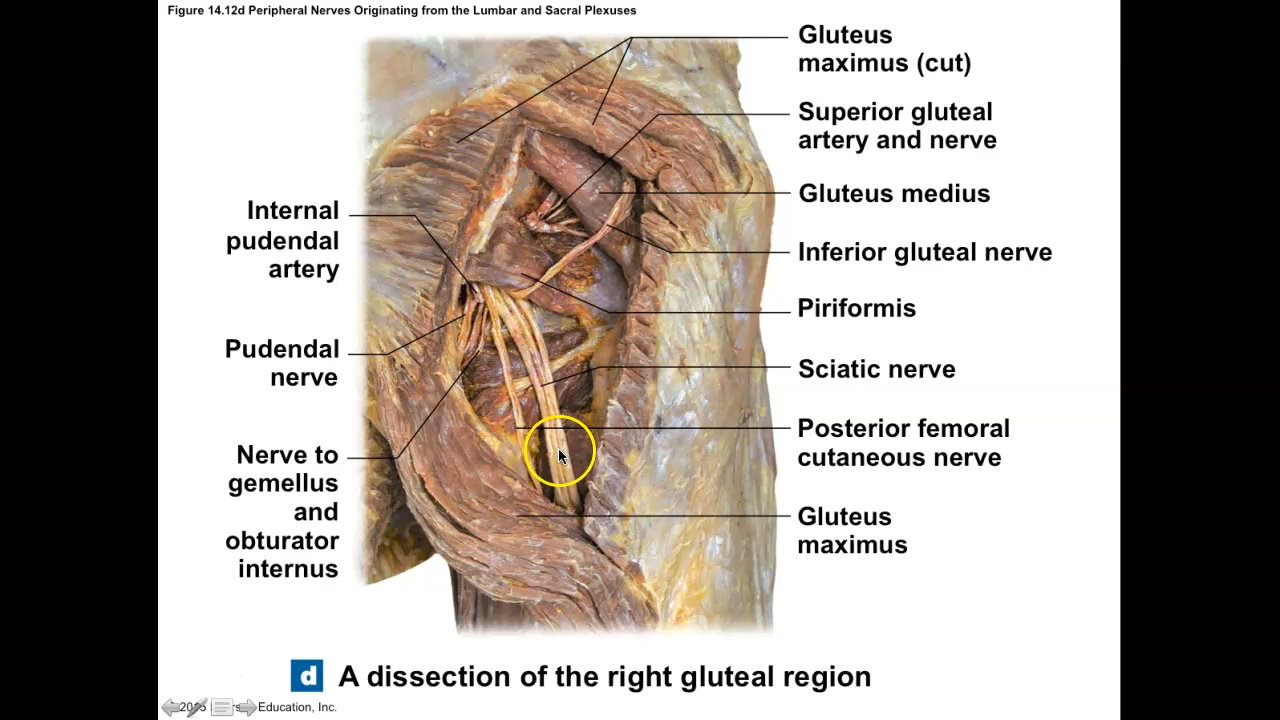 Figure 14.12d Peripheral Nerves Originating from the Lumbar and Sacral Plexuses
Gluteus
maximus (cut)
Superior gluteal
artery and nerve
Gluteus medius
Inferior gluteal nerve
Piriformis
Sciatic nerve
Posterior femoral
cutaneous nerve
Gluteus
maximus
Internal
pudendal
artery
Pudendal
nerve
Nerve to
gemellus
and
obturator
internus
d A dissection of the right gluteal region
Education, Inc.